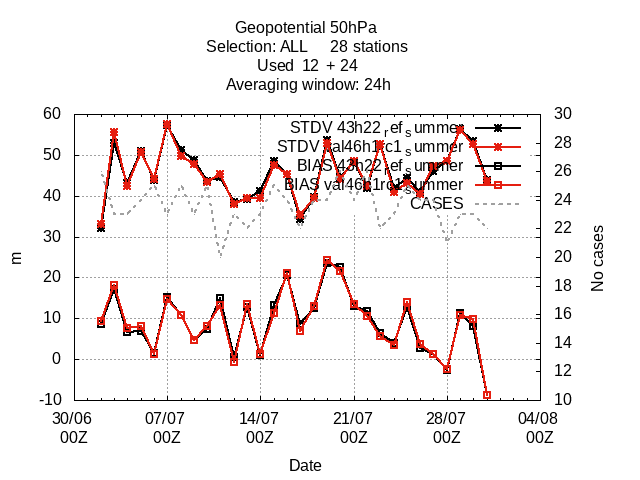 Geopotential 50hPa
Selection: ALL     28 stations
Used  12 + 24
Averaging window: 24h
60
50
40
30
20
10
0
-10
30
28
26
24
22
20
18
16
14
12
10
STDV 43h22_ref_summer
STDV val46h1rc1_summer
BIAS 43h22_ref_summer
BIAS val46h1rc1_summer
CASES
m
No cases
30/06 07/07 14/07 21/07 28/07 04/08
00Z 00Z 00Z 00Z 00Z 00Z
Date